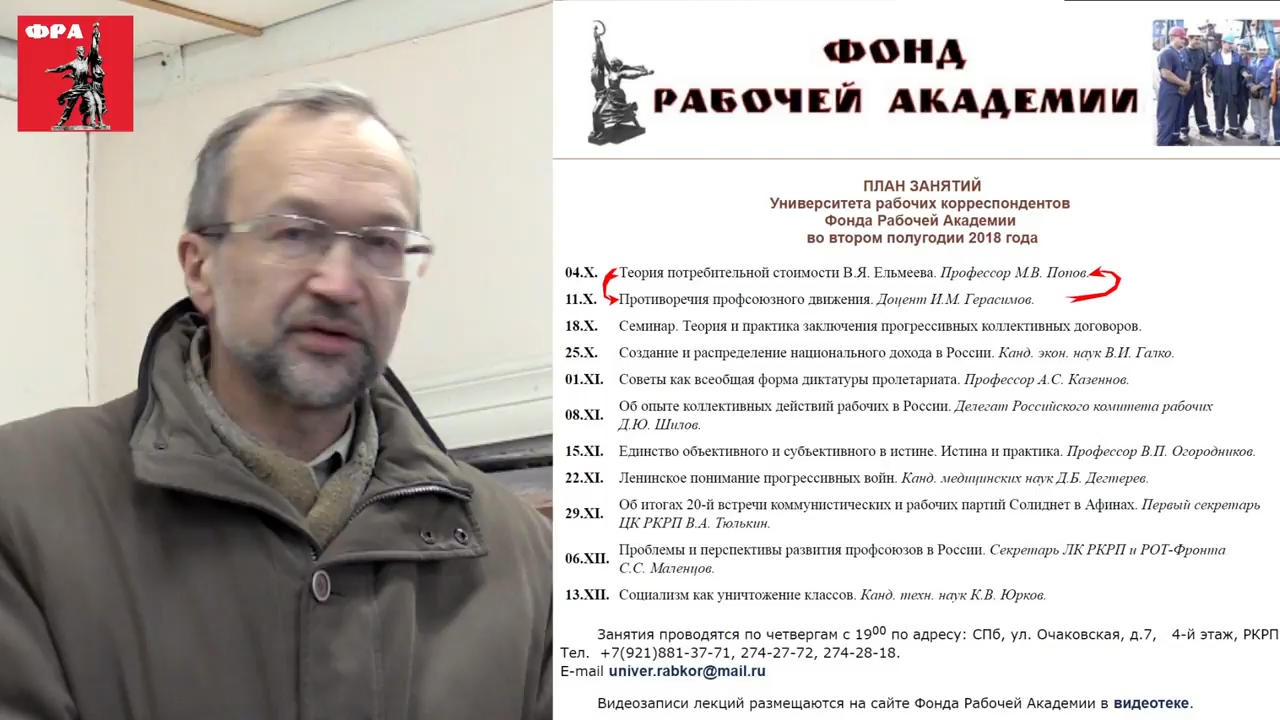 ФРА
ФОНД
РАБОЧЕЙ АКАДЕМИИ
ПЛАН ЗАНЯТИЙ
Университета рабочих корреспондентов
Фонда Рабочей Академии
во втором полугодии 2018 года
04.X. Теория потребительной стоимости В.Я. Ельмеева. Профессор М.В. Попов.
11.X. Противоречия профсоюзного движения. Доцент И.М. Герасимов.
18.X. Семинар. Теория и практика заключения прогрессивных коллективных договоров.
25.X. Создание и распределение национального дохода в России. Канд. экон. наук В.И. Галко.
01.XI. Советы как всеобщая форма диктатуры пролетариата. Профессор А.С. Казеннов.
08.XI. Об опыте коллективных действий рабочих в России. Делегат Российского комитета рабочих
Д.Ю. Шилов.
15.XI. Единство объективного и субъективного в истине. Истина и практика. Профессор В.П. Огородников.
22.XI. Ленинское понимание прогрессивных войн. Канд. медицинских наук Д.Б. Дегтерев.
29.XI. Об итогах 20-й встречи коммунистических и рабочих партий Солиднет в Афинах. Первый секретарь
ЦК РКРП В.А. Тюлькин.
06.XII. Проблемы и перспективы развития профсоюзов в России. Секретарь ЛК РКРП и РОТ-Фронта
С.С. Маленцов.
13.XII. Социализм как уничтожение классов. Канд. техн. наук К.В. Юрков.
Занятия проводятся по четвергам с 19⁰⁰ по адресу: СПб, ул. Очаковская, д.7, 4-й этаж, РКРП
Тел. +7(921)881-37-71, 274-27-72, 274-28-18.
E-mail univer.rabkor@mail.ru
Видеозаписи лекций размещаются на сайте Фонда Рабочей Академии в видеотеке.